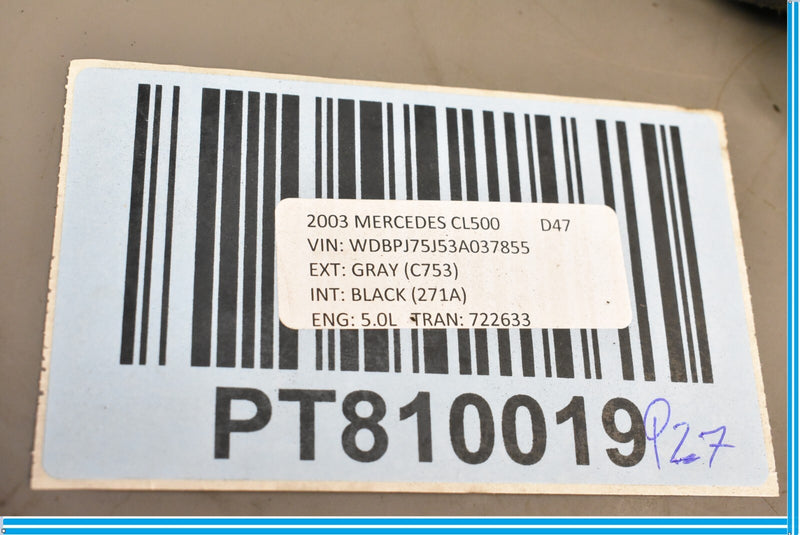 2003 MERCEDES CL500 D47
VIN: WDBPJ75J53A037855
EXT: GRAY (C753)
INT: BLACK (271A)
ENG: 5.0L TRAN: 722633
PT810019
P27